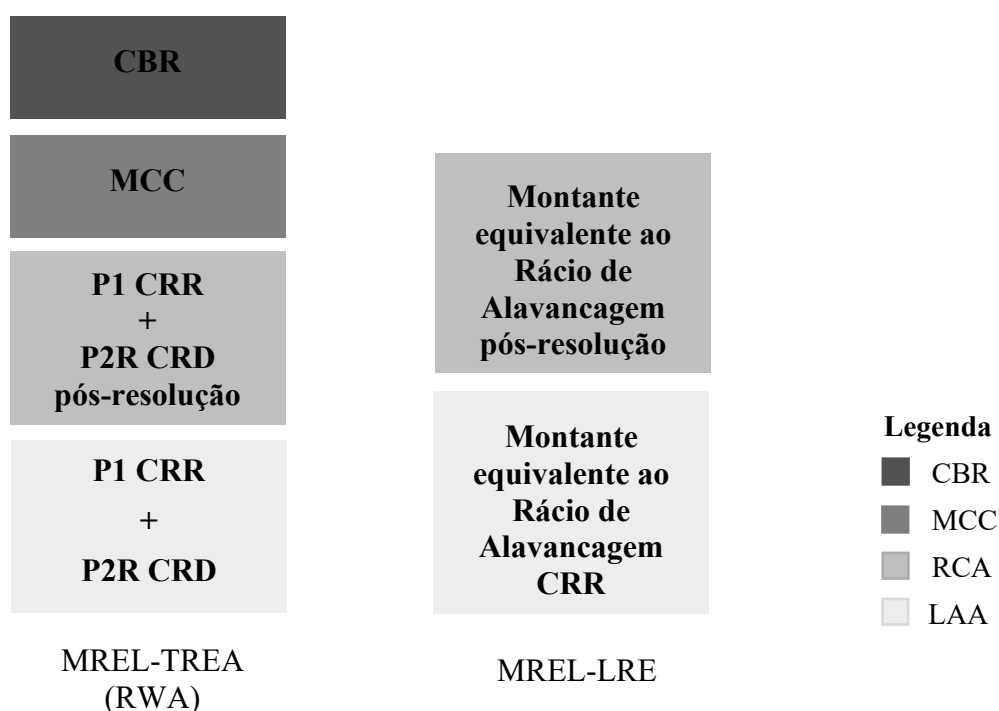 CBR
MCC
P1 CRR
+
P2R CRD
pós-resolução
P1 CRR
+
P2R CRD
MREL-TREA
(RWA)
Montante
equivalente ao
Rácio de
Alavancagem
pós-resolução
Montante
equivalente ao
Rácio de
Alavancagem
CRR
MREL-LRE
Legenda
CBR
MCC
RCA
LAA